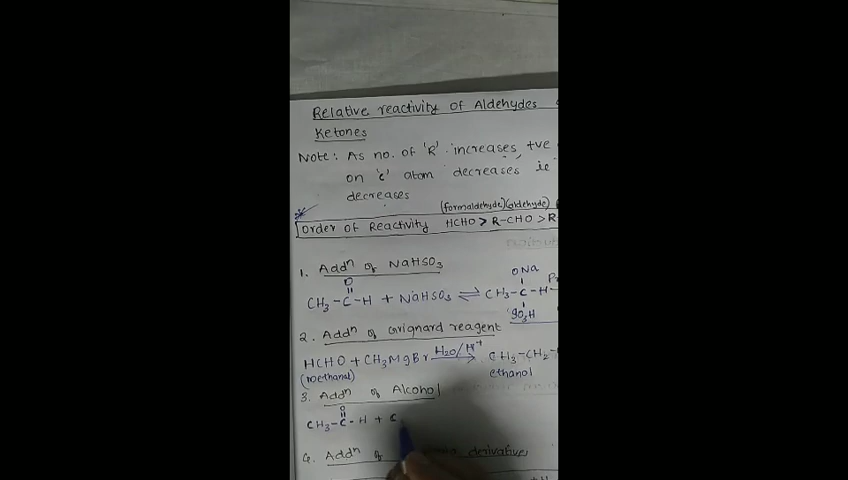 Relative reactivity of Aldehydes
Ketones
Note: As no. of 'R' increases, +ve
on 'c' atom decreases ie
decreases
(formaldehyde) (aldehyde)
Order of Reactivity HCHO > R-CHO > R
1. Addⁿ of NaHSO3
O
ONa
CH3-C-H + NaHSO3 ⇌ CH3-C-H
SO3H
2. Addⁿ of Grignard reagent
HCHO + CH3MgBr H2O/H+ → CH3-CH2-
(methanal) ethanol
3. Addⁿ of Alcohol
O
CH3-C-H + C
4. Addⁿ of derivative